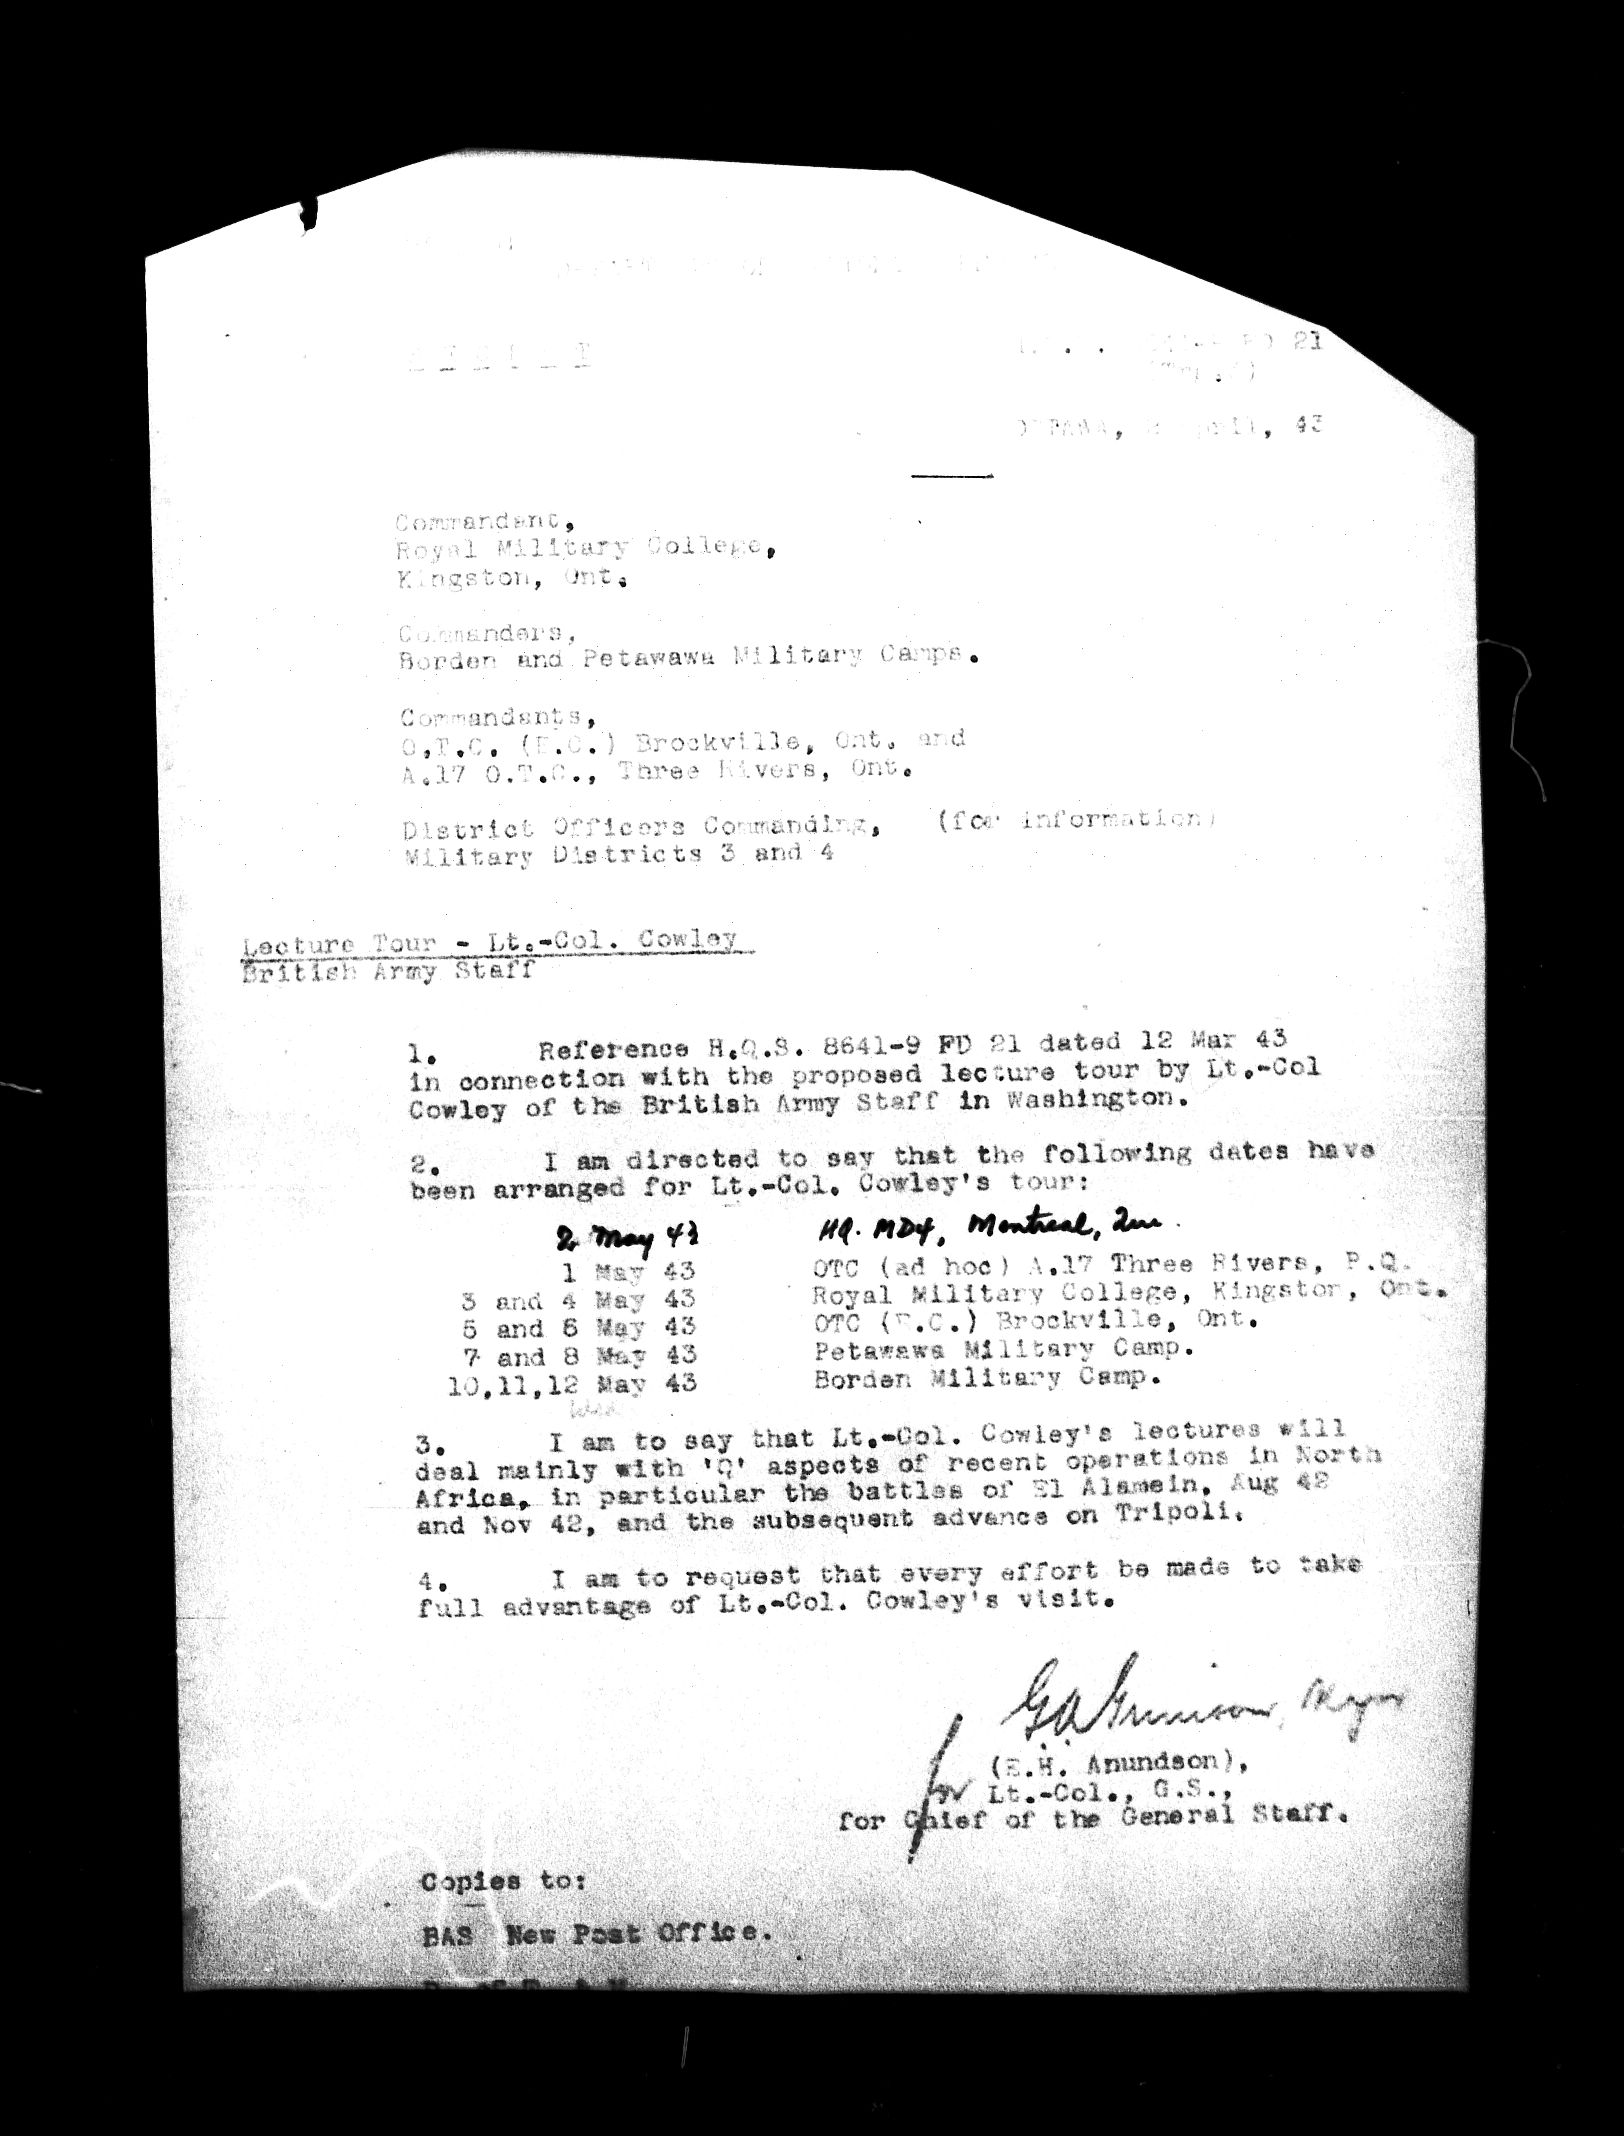 21
43
Commandant,
Royal Military College,
Kingston, Ont.
Commanders,
Borden and Petawawa Military Camps.
Commandants,
O.T.C. (E.C.) Brockville, Ont. and
A.17 O.T.C., Three Rivers, Ont.
District Officers Commanding, (for information)
Military Districts 3 and 4
Lecture Tour - Lt.-Col. Cowley
British Army Staff
1. Reference H.Q.S. 8641-9 FD 21 dated 12 Mar 43
in connection with the proposed lecture tour by Lt.-Col
Cowley of the British Army Staff in Washington.
2. I am directed to say that the following dates have
been arranged for Lt.-Col. Cowley's tour:
2 May 43 HQ. MD4, Montreal, Que.
1 May 43 OTC (ad hoc) A.17 Three Rivers, P.Q.
3 and 4 May 43 Royal Military College, Kingston, Ont.
5 and 6 May 43 OTC (E.C.) Brockville, Ont.
7 and 8 May 43 Petawawa Military Camp.
10,11,12 May 43 Borden Military Camp.
3. I am to say that Lt.-Col. Cowley's lectures will
deal mainly with 'Q' aspects of recent operations in North
Africa, in particular the battles of El Alamein, Aug 42
and Nov 42, and the subsequent advance on Tripoli.
4. I am to request that every effort be made to take
full advantage of Lt.-Col. Cowley's visit.
Major
(E.H. Anundson),
for Lt.-Col., G.S.,
for Chief of the General Staff.
Copies to:
BAS New Post Office.